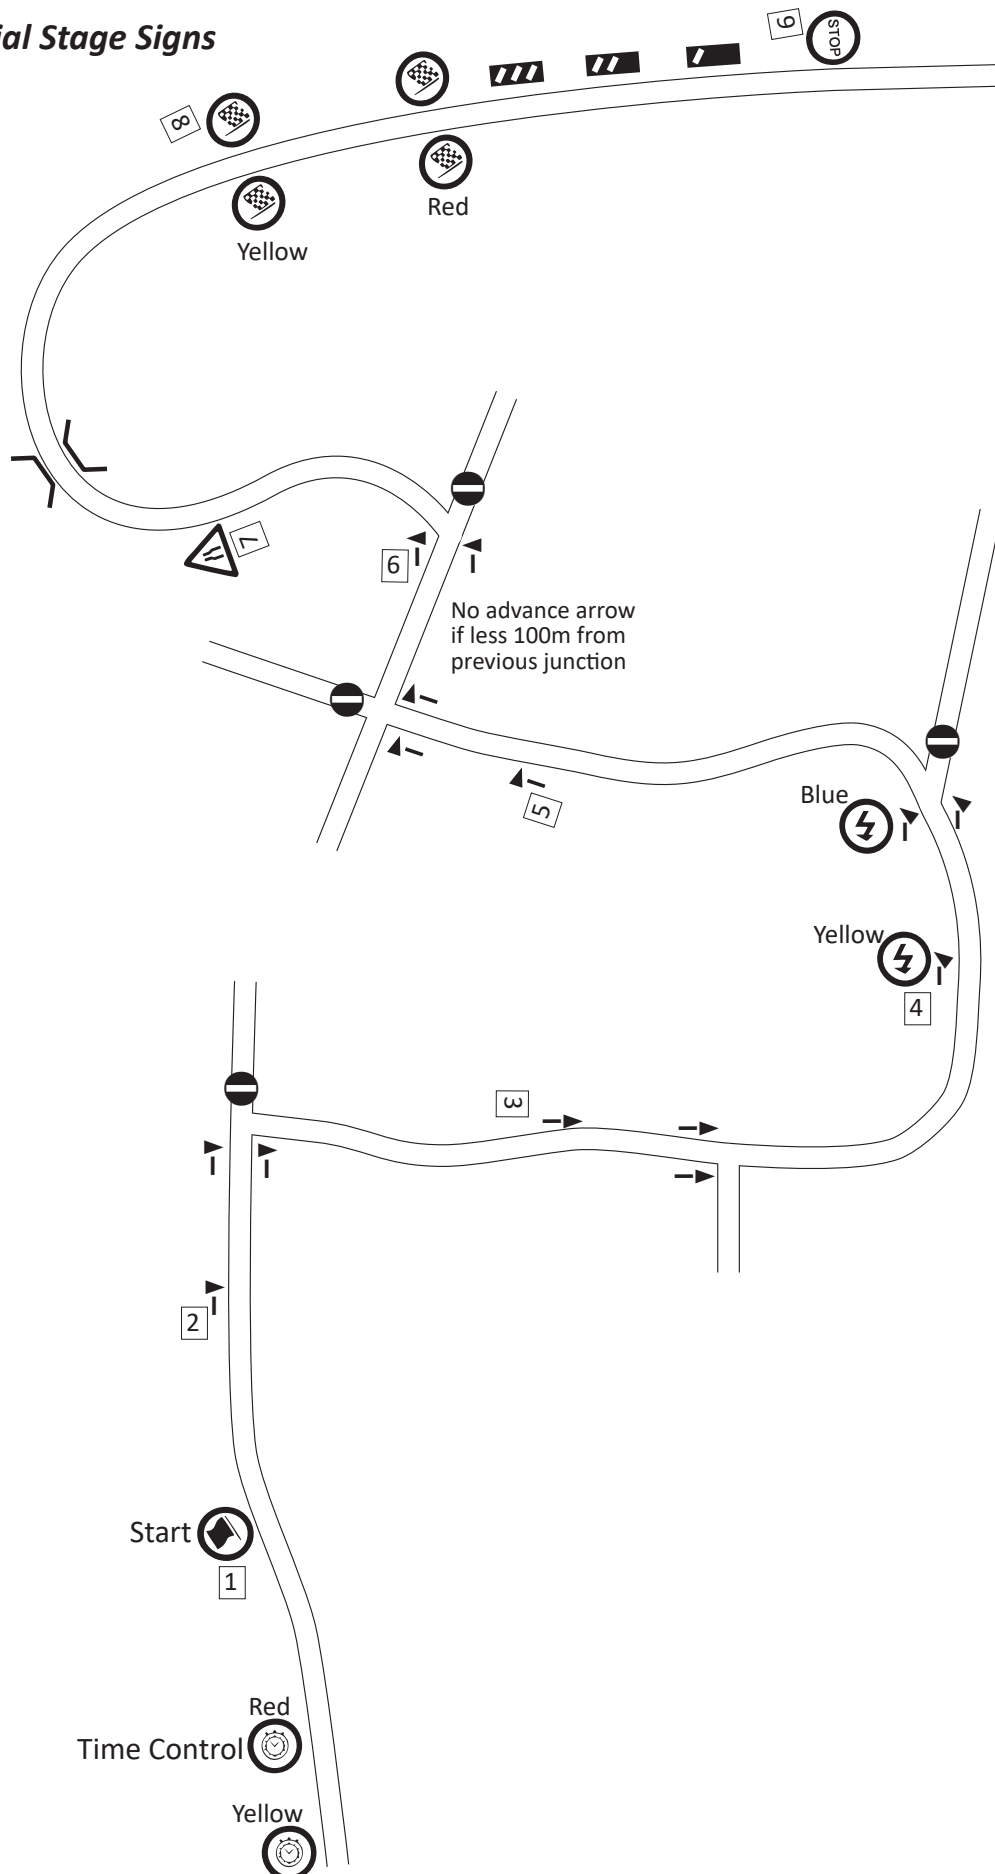 ial Stage Signs
9
STOP
8
Red
Yellow
7
6
No advance arrow
if less 100m from
previous junction
5
Blue
Yellow
4
3
2
Start
1
Red
Time Control
Yellow